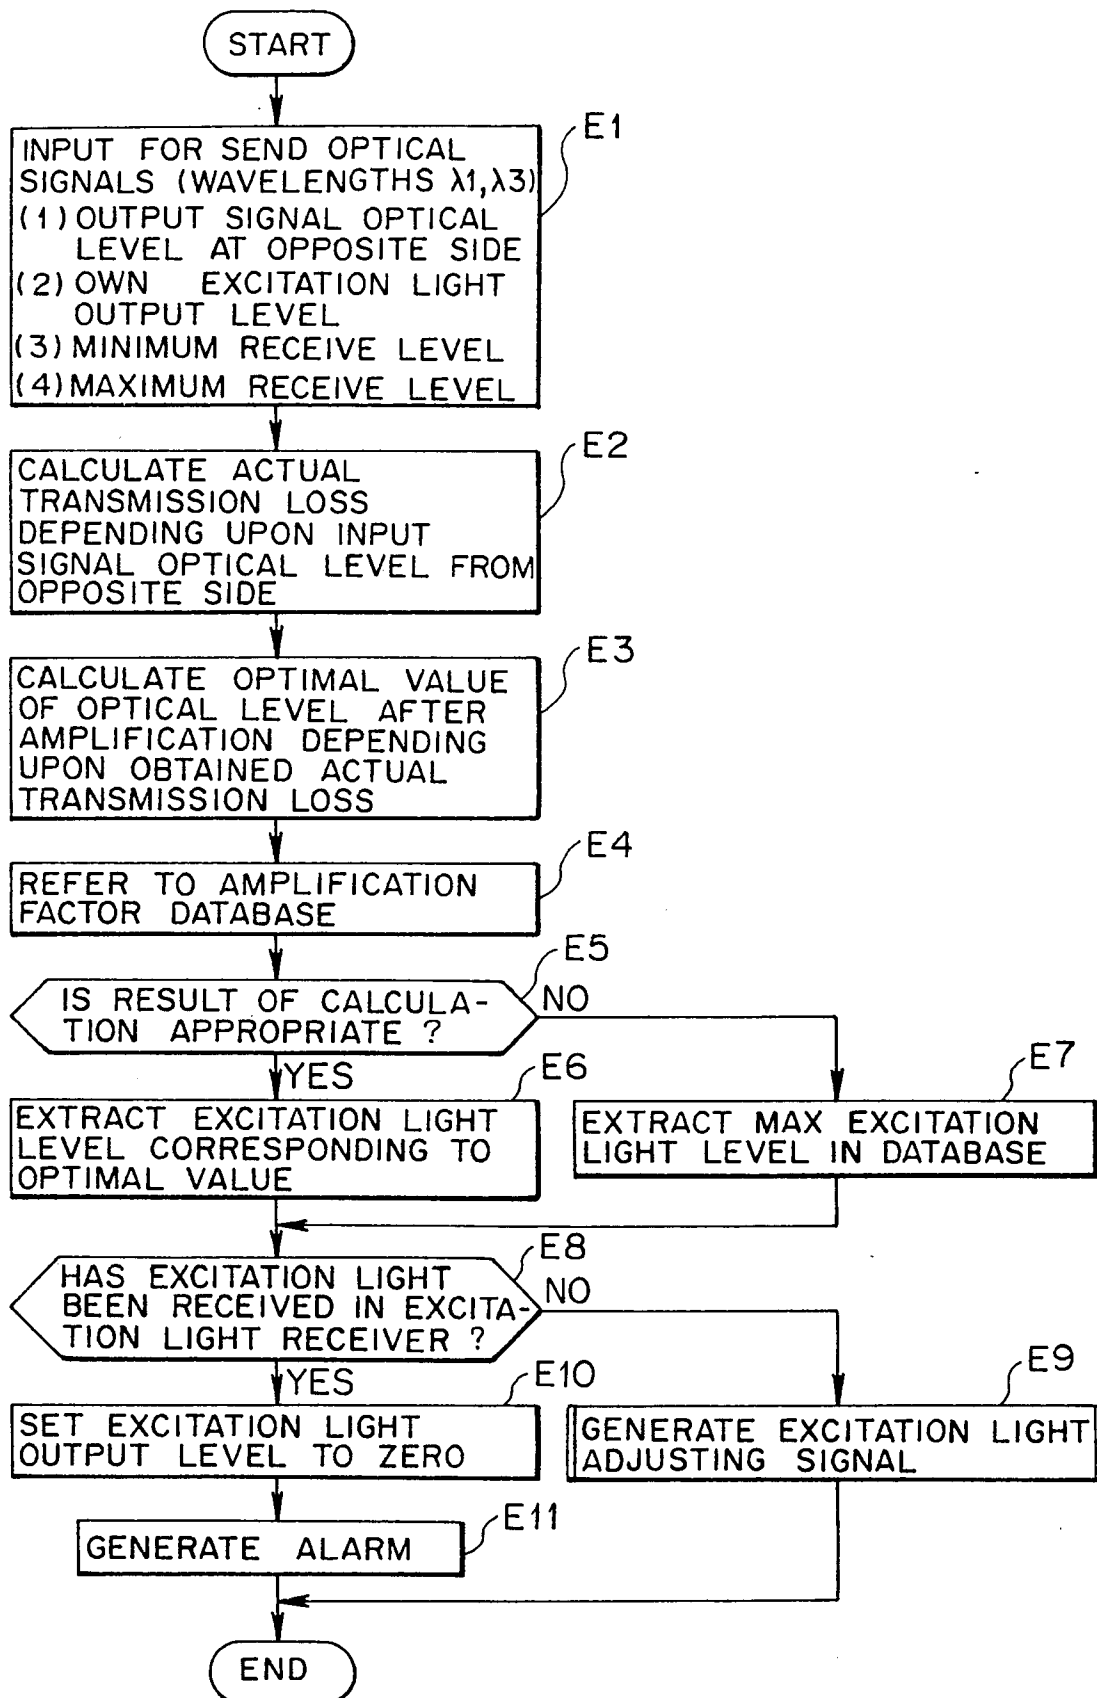 START
E1
INPUT FOR SEND OPTICAL
SIGNALS (WAVELENGTHS λ1,λ3)
(1) OUTPUT SIGNAL OPTICAL
LEVEL AT OPPOSITE SIDE
(2) OWN EXCITATION LIGHT
OUTPUT LEVEL
(3) MINIMUM RECEIVE LEVEL
(4) MAXIMUM RECEIVE LEVEL
E2
CALCULATE ACTUAL
TRANSMISSION LOSS
DEPENDING UPON INPUT
SIGNAL OPTICAL LEVEL FROM
OPPOSITE SIDE
E3
CALCULATE OPTIMAL VALUE
OF OPTICAL LEVEL AFTER
AMPLIFICATION DEPENDING
UPON OBTAINED ACTUAL
TRANSMISSION LOSS
E4
REFER TO AMPLIFICATION
FACTOR DATABASE
E5
IS RESULT OF CALCULA-
TION APPROPRIATE ?
NO
YES
E6
EXTRACT EXCITATION LIGHT
LEVEL CORRESPONDING TO
OPTIMAL VALUE
E7
EXTRACT MAX EXCITATION
LIGHT LEVEL IN DATABASE
E8
HAS EXCITATION LIGHT
BEEN RECEIVED IN EXCITA-
TION LIGHT RECEIVER ?
NO
YES
E10
SET EXCITATION LIGHT
OUTPUT LEVEL TO ZERO
E9
GENERATE EXCITATION LIGHT
ADJUSTING SIGNAL
E11
GENERATE ALARM
END